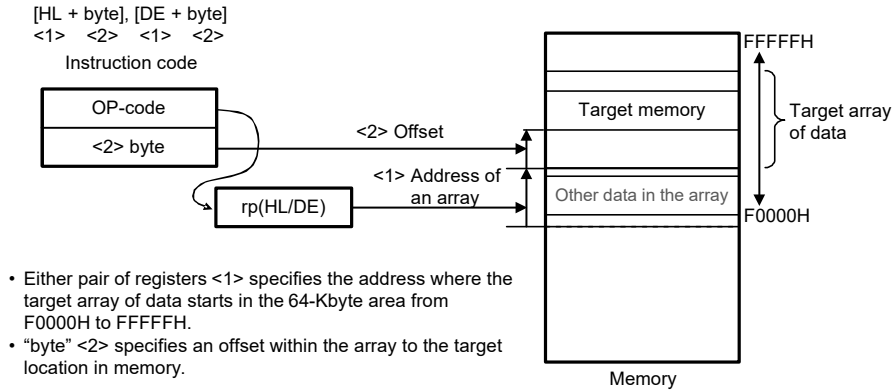 [HL + byte], [DE + byte]
<1> <2> <1> <2>
Instruction code
OP-code
<2> byte
rp(HL/DE)
<2> Offset
<1> Address of
an array
FFFFFH
Target memory
Target array
of data
Other data in the array
F0000H
• Either pair of registers <1> specifies the address where the
target array of data starts in the 64-Kbyte area from
F0000H to FFFFFH.
• “byte” <2> specifies an offset within the array to the target
location in memory.
Memory